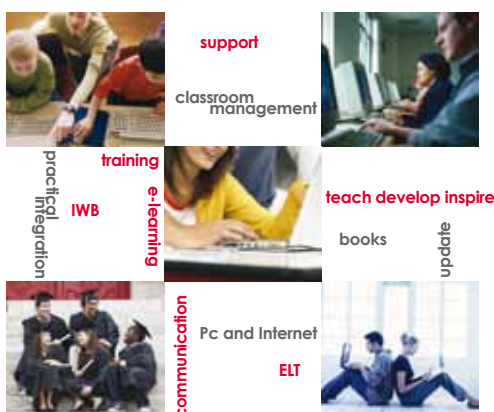 support
classroom
management
training
practical
integration
IWB
e-learning
teach develop inspire
books
update
communication
Pc and Internet
ELT